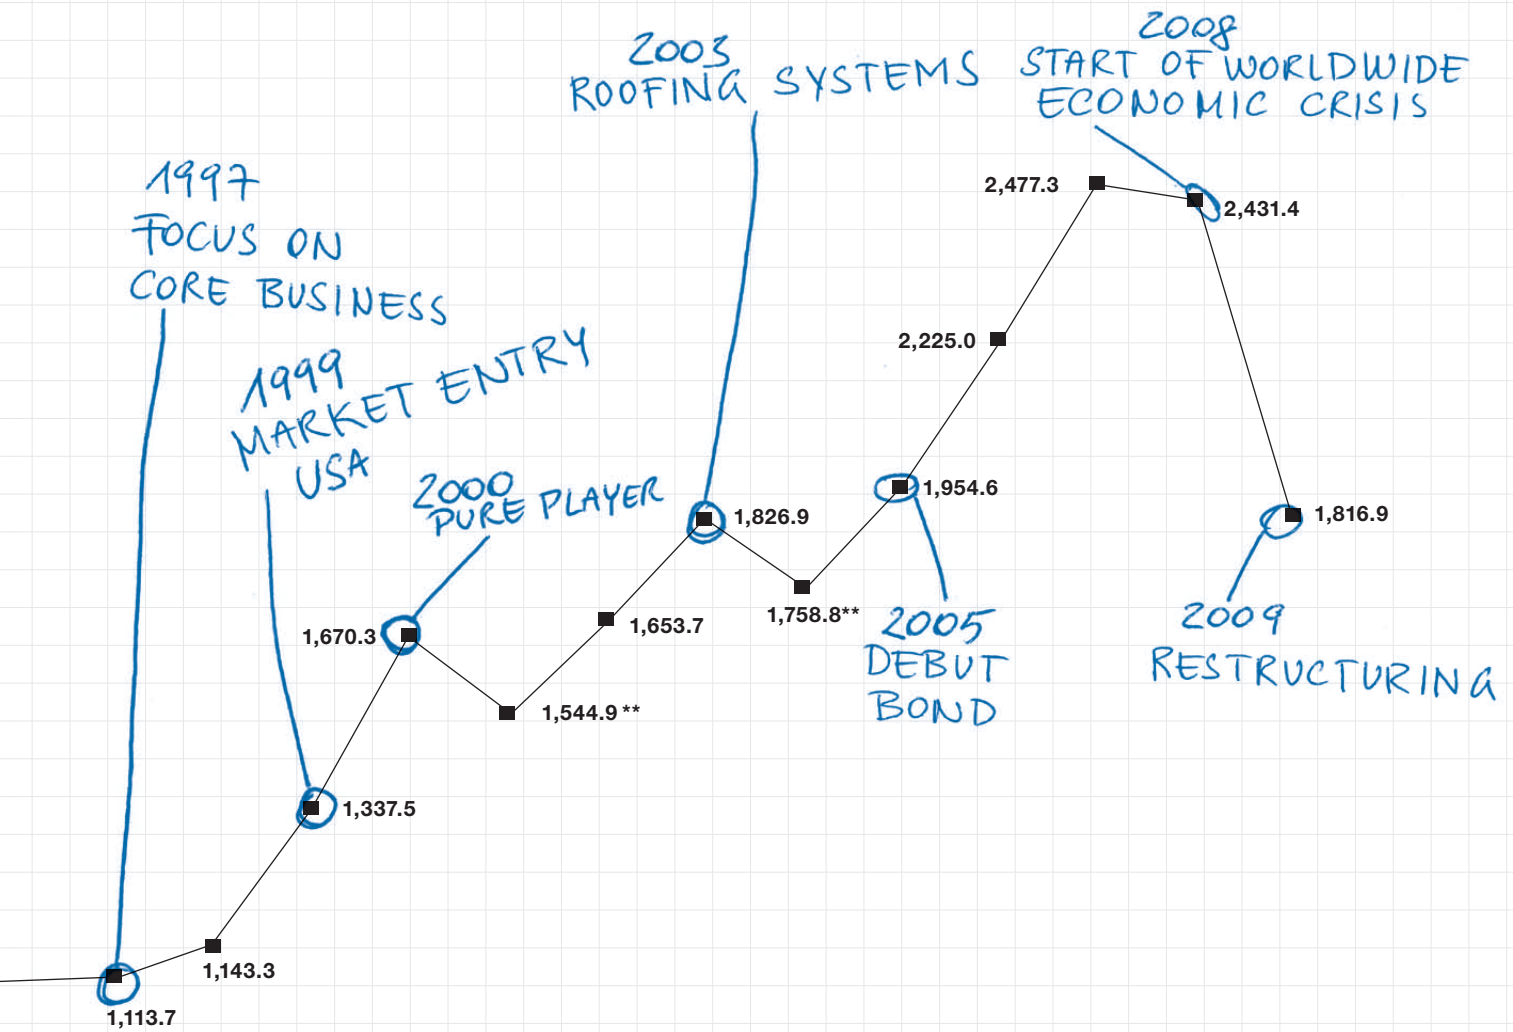 2003
ROOFING SYSTEMS
2008
START OF WORLDWIDE
ECONOMIC CRISIS
1997
FOCUS ON
CORE BUSINESS
1999
MARKET ENTRY
USA
2000
PURE PLAYER
2,477.3
2,431.4
2,225.0
1,954.6
1,826.9
1,816.9
1,758.8**
1,670.3
1,653.7
2005
DEBUT
BOND
2009
RESTRUCTURING
1,544.9 **
1,337.5
1,143.3
1,113.7